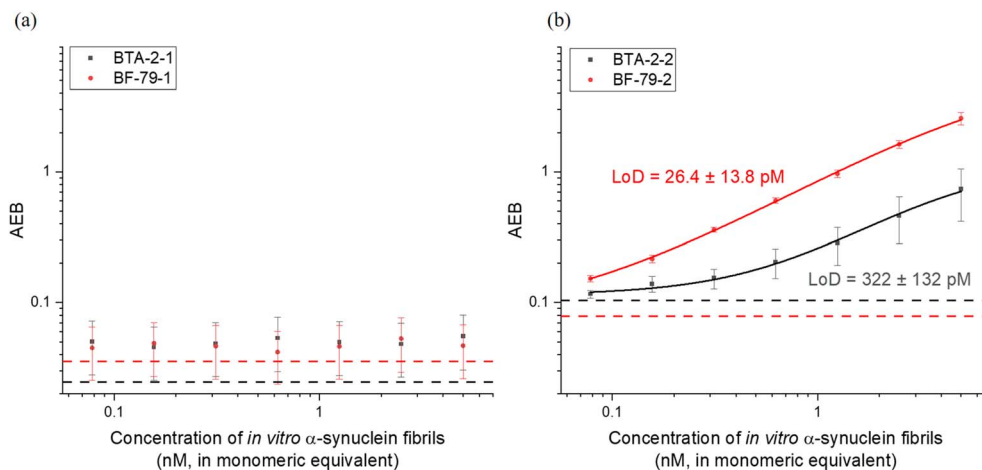 (a)
BTA-2-1
BF-79-1
1
0.1
AEB
0.1
1
Concentration of in vitro α-synuclein fibrils
(nM, in monomeric equivalent)
(b)
BTA-2-2
BF-79-2
LoD = 26.4 ± 13.8 pM
LoD = 322 ± 132 pM
1
0.1
AEB
0.1
1
Concentration of in vitro α-synuclein fibrils
(nM, in monomeric equivalent)